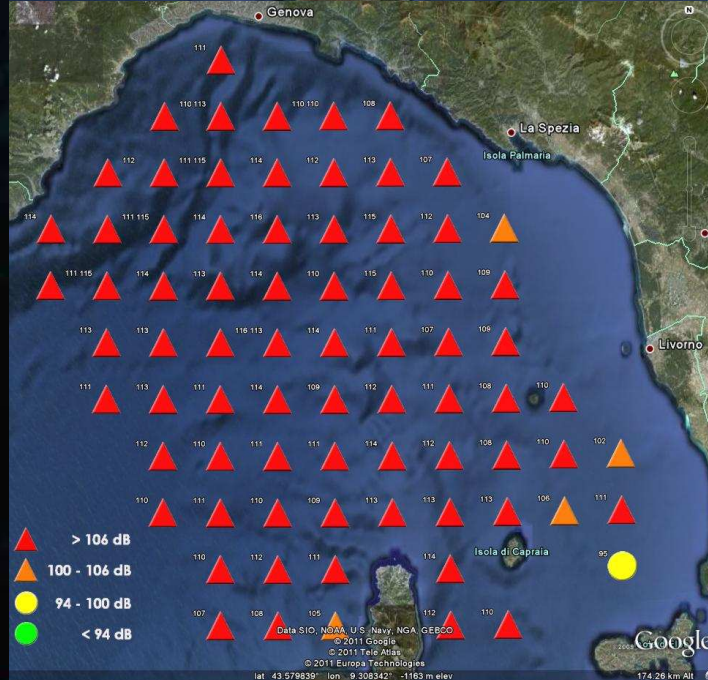 N
Genova
111
110 113 110 110 108
La Spezia
Isola Palmaria
112 111 115 114 112 113 107
114 111 115 114 116 113 115 112 104
111 115 114 113 114 110 115 110 109
113 113 116 113 114 111 107 109
Livorno
111 113 111 114 109 112 111 108 110
112 110 111 111 114 112 108 110 102
110 111 110 109 113 113 113 106 111
> 106 dB
110 112 111 114 Isola di Capraia 95
100 - 106 dB
94 - 100 dB
107 108 105 112 110
< 94 dB
Data SIO, NOAA, U.S. Navy, NGA, GEBCO
© 2011 Google
© 2011 Tele Atlas
© 2011 Europa Technologies
Google
lat 43.579839° lon 9.308342° -1163 m elev
174.26 km Alt